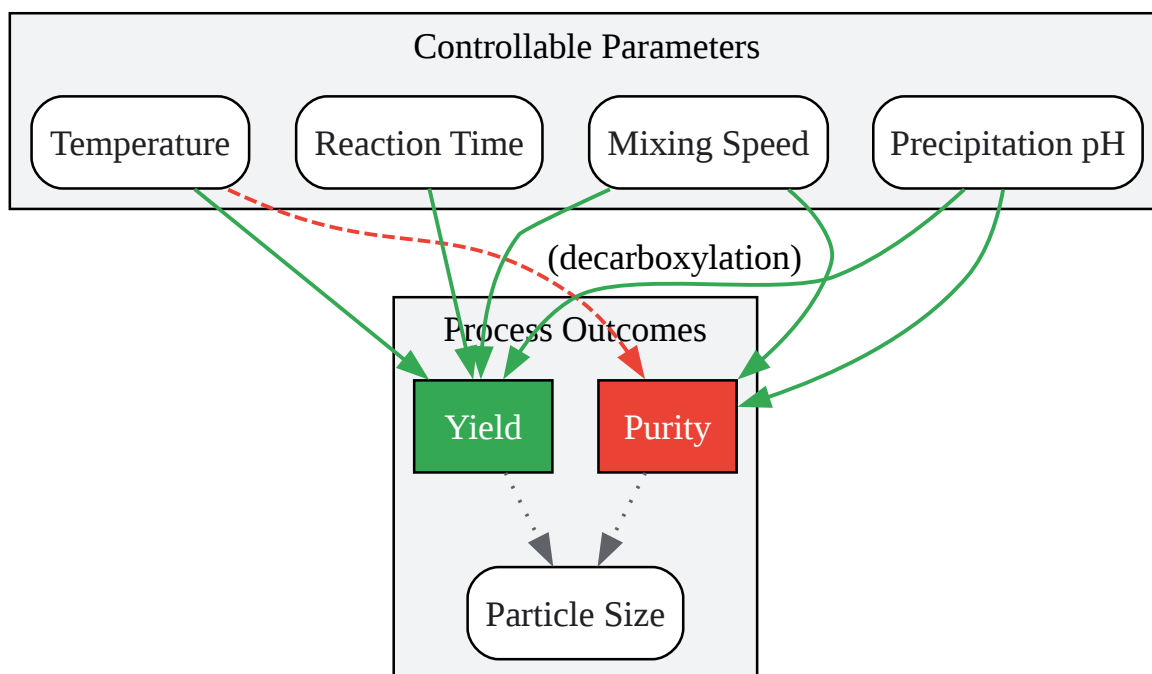 Controllable Parameters
Temperature
Reaction Time
Mixing Speed
Precipitation pH
(decarboxylation)
Process Outcomes
Yield
Purity
Particle Size